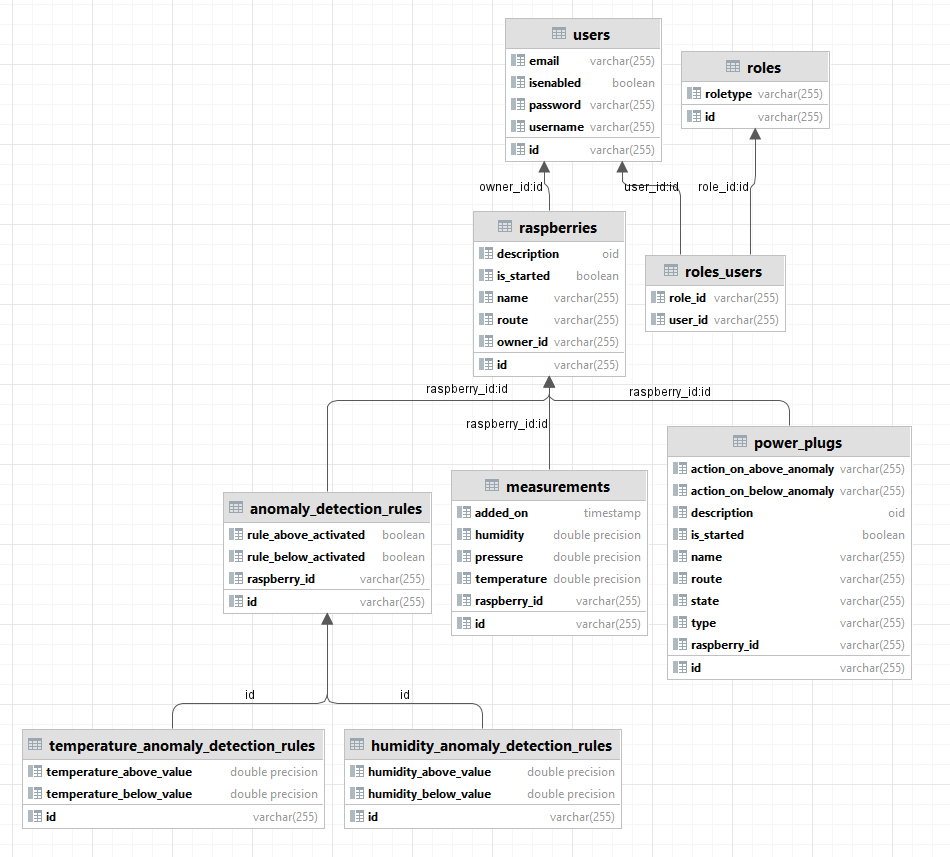 users
email varchar(255)
isenabled boolean
password varchar(255)
username varchar(255)
id varchar(255)
roles
roletype varchar(255)
id varchar(255)
owner_id:id
user_id:id
role_id:id
raspberries
description oid
is_started boolean
name varchar(255)
route varchar(255)
owner_id varchar(255)
id varchar(255)
roles_users
role_id varchar(255)
user_id varchar(255)
raspberry_id:id
raspberry_id:id
raspberry_id:id
power_plugs
action_on_above_anomaly varchar(255)
action_on_below_anomaly varchar(255)
description oid
is_started boolean
name varchar(255)
route varchar(255)
state varchar(255)
type varchar(255)
raspberry_id varchar(255)
id varchar(255)
measurements
added_on timestamp
humidity double precision
pressure double precision
temperature double precision
raspberry_id varchar(255)
id varchar(255)
anomaly_detection_rules
rule_above_activated boolean
rule_below_activated boolean
raspberry_id varchar(255)
id varchar(255)
id
id
temperature_anomaly_detection_rules
temperature_above_value double precision
temperature_below_value double precision
id varchar(255)
humidity_anomaly_detection_rules
humidity_above_value double precision
humidity_below_value double precision
id varchar(255)